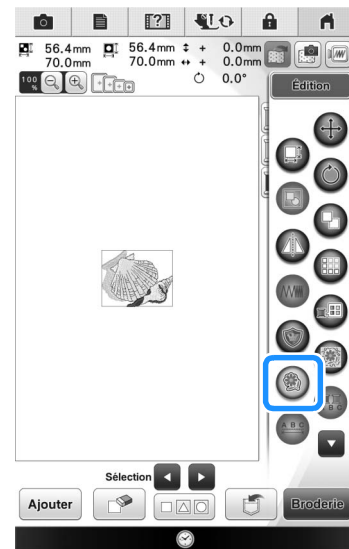 56.4mm 56.4mm + 0.0mm
70.0mm 70.0mm + 0.0mm
100 % 0.0°
Édition
A B C
Sélection
Ajouter
Broderie